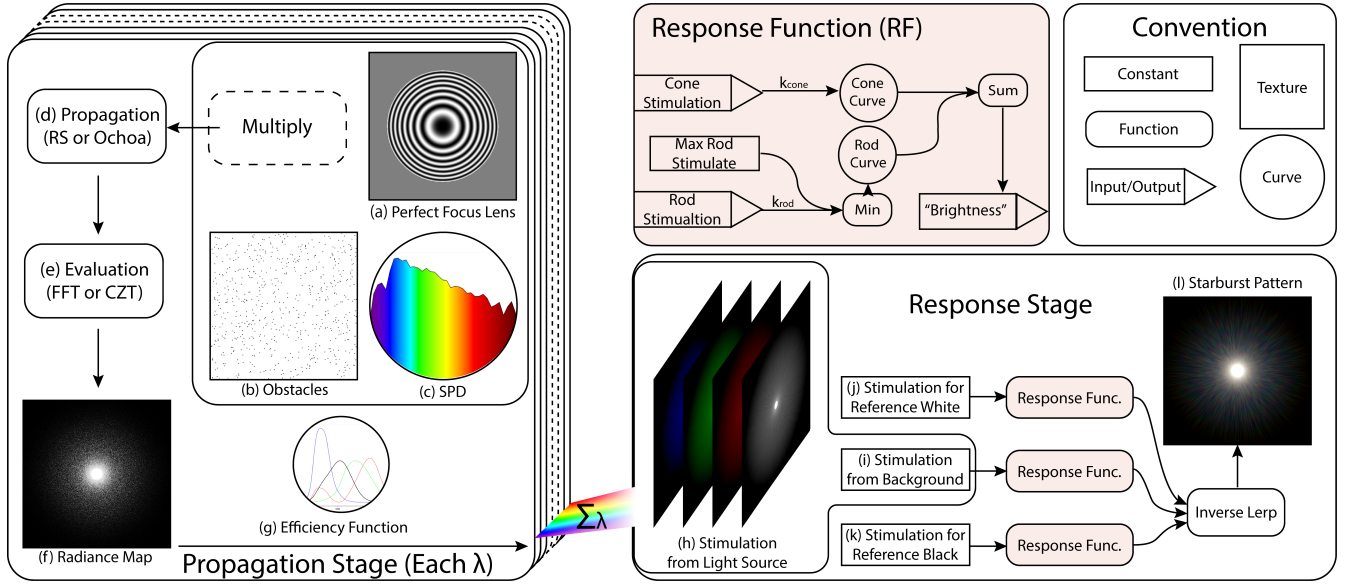 Multiply
(d) Propagation
(RS or Ochoa)
(a) Perfect Focus Lens
(e) Evaluation
(FFT or CZT)
(b) Obstacles
(c) SPD
(g) Efficiency Function
(f) Radiance Map
Propagation Stage (Each λ)
Σλ
Response Function (RF)
Cone
Stimulation
kcone
Cone
Curve
Sum
Max Rod
Stimulate
Rod
Curve
Rod
Stimualtion
krod
Min
“Brightness”
Convention
Constant
Texture
Function
Input/Output
Curve
Response Stage
(l) Starburst Pattern
(j) Stimulation for
Reference White
Response Func.
(i) Stimulation
from Background
Response Func.
Inverse Lerp
(k) Stimulation for
Reference Black
Response Func.
(h) Stimulation
from Light Source